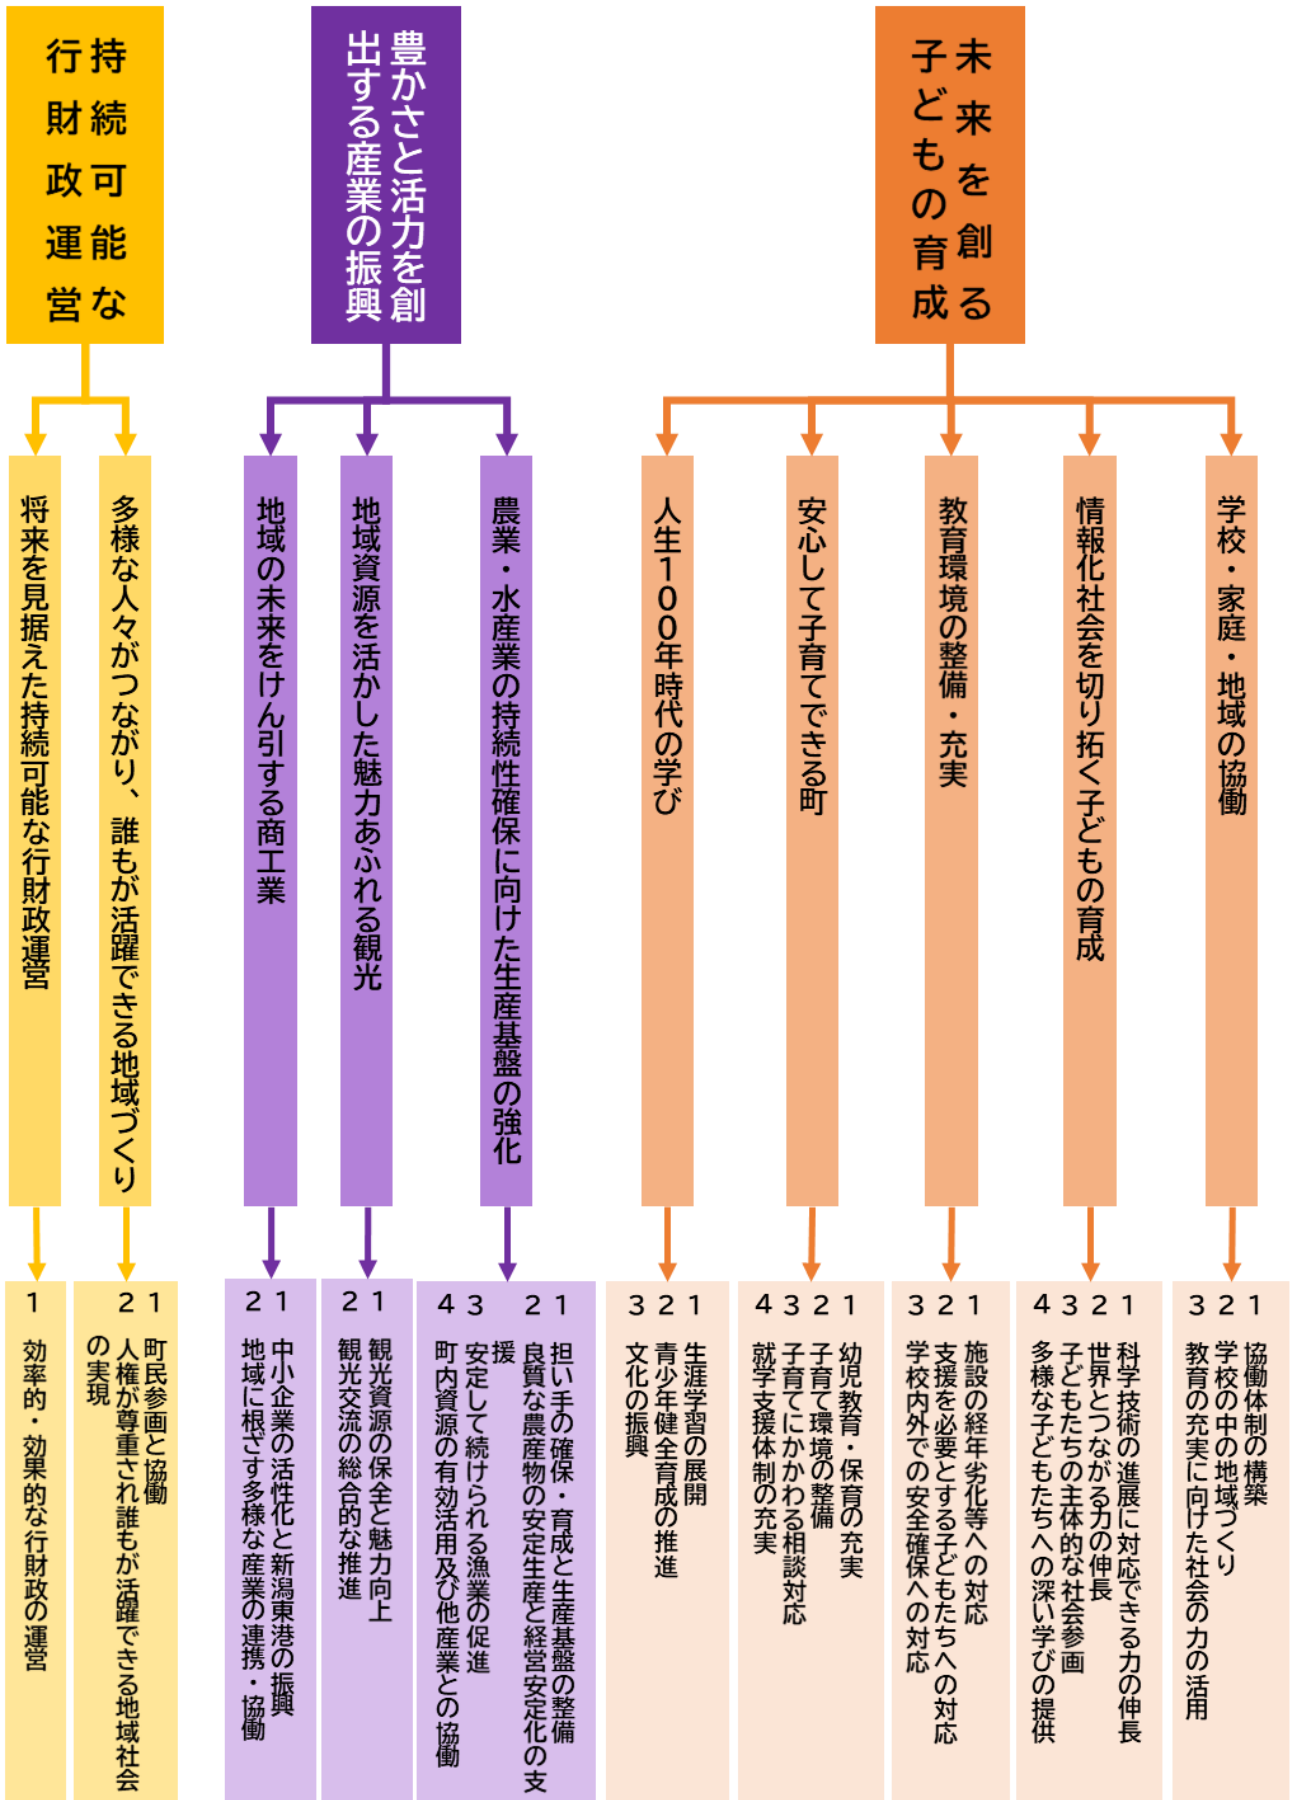 未来を創る
子どもの育成
学校・家庭・地域の協働
1 協働体制の構築
2 学校の中の地域づくり
3 教育の充実に向けた社会の力の活用
情報化社会を切り拓く子どもの育成
1 科学技術の進展に対応できる力の伸長
2 世界とつながる力の伸長
3 子どもたちの主体的な社会参画
4 多様な子どもたちへの深い学びの提供
教育環境の整備・充実
1 施設の経年劣化等への対応
2 支援を必要とする子どもたちへの対応
3 学校内外での安全確保への対応
安心して子育てできる町
1 幼児教育・保育の充実
2 子育て環境の整備
3 子育てにかかわる相談対応
4 就学支援体制の充実
人生100年時代の学び
1 生涯学習の展開
2 青少年健全育成の推進
3 文化の振興
豊かさと活力を創
出する産業の振興
農業・水産業の持続性確保に向けた生産基盤の強化
1 担い手の確保・育成と生産基盤の整備
2 良質な農産物の安定生産と経営安定化の支
援
3 安定して続けられる漁業の促進
4 町内資源の有効活用及び他産業との協働
地域資源を活かした魅力あふれる観光
1 観光資源の保全と魅力向上
2 観光交流の総合的な推進
地域の未来をけん引する商工業
1 中小企業の活性化と新潟東港の振興
2 地域に根ざす多様な産業の連携・協働
持続可能な
行財政運営
多様な人々がつながり、誰もが活躍できる地域づくり
1 町民参画と協働
2 人権が尊重され誰もが活躍できる地域社会
の実現
将来を見据えた持続可能な行財政運営
1 効率的・効果的な行財政の運営